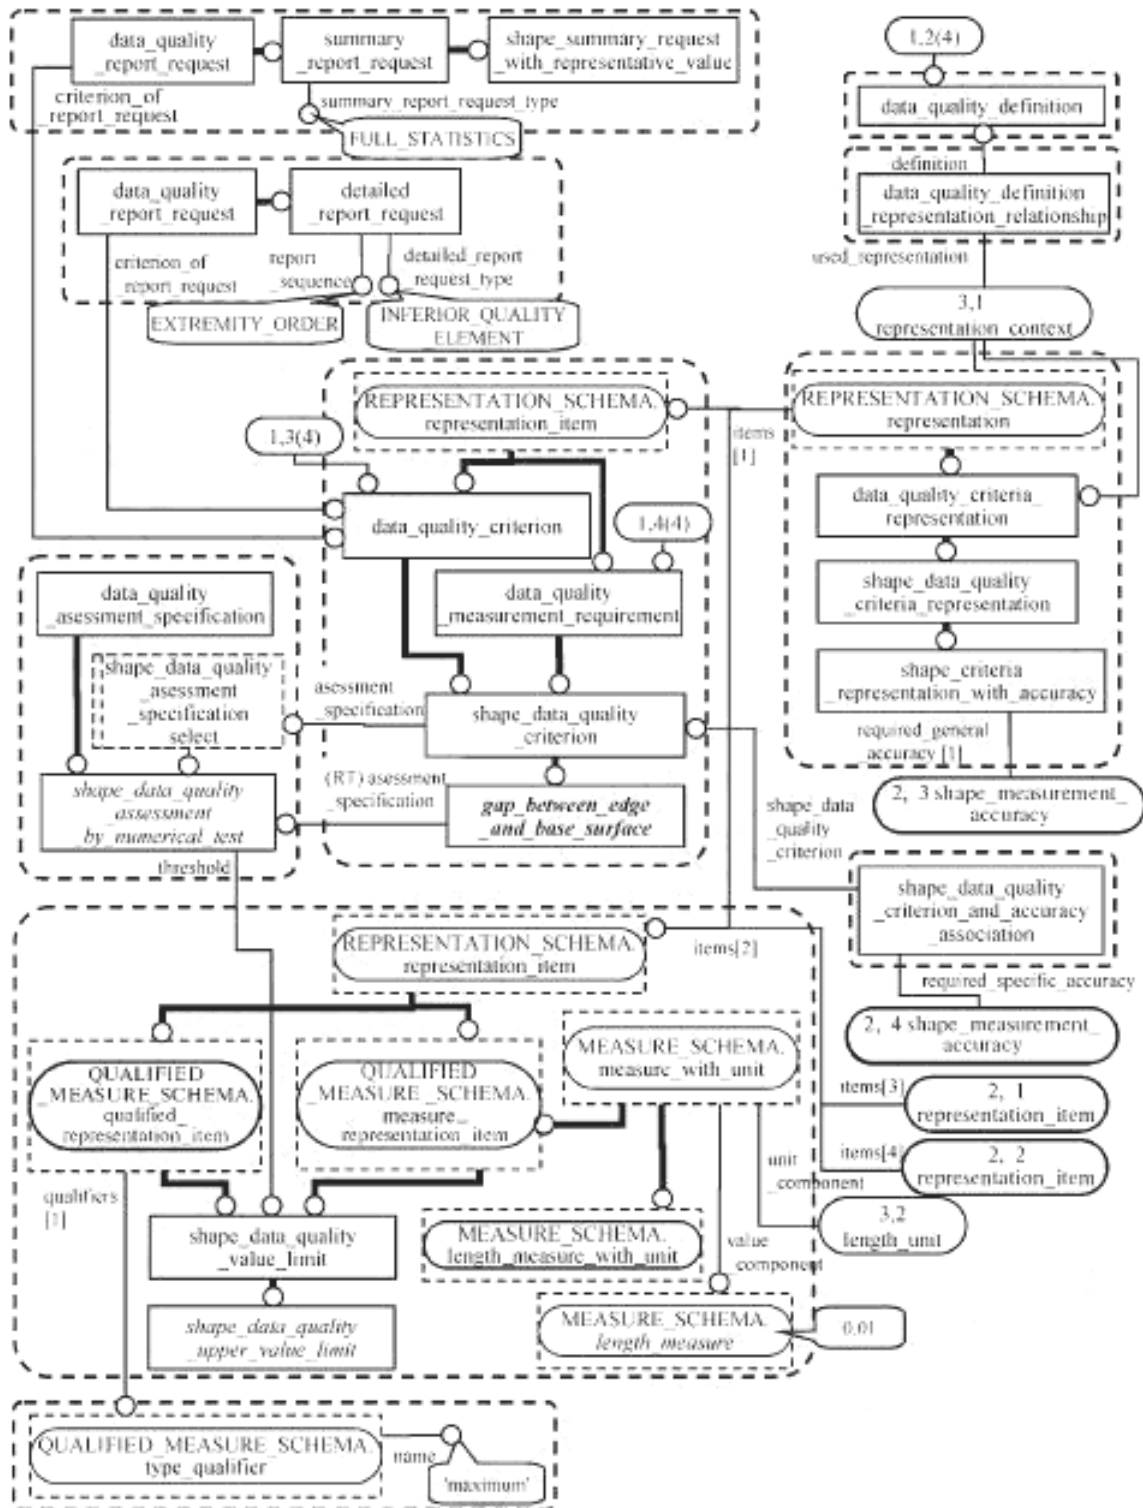 data_quality
_report_request
summary
_report_request
shape_summary_request
_with_representative_value
criterion_of
_report_request
summary_report_request_type
FULL_STATISTICS
1,2(4)
data_quality_definition
definition
data_quality_definition
_representation_relationship
used_representation
3,1
representation_context
data_quality
_report_request
detailed
_report_request
criterion_of
_report_request
report
_sequence
detailed_report
_request_type
EXTREMITY_ORDER
INFERIOR_QUALITY
_ELEMENT
REPRESENTATION_SCHEMA.
representation_item
items
[1]
REPRESENTATION_SCHEMA.
representation
1,3(4)
data_quality_criterion
1,4(4)
data_quality
_measurement_requirement
data_quality_criteria_
representation
shape_data_quality
_criteria_representation
shape_criteria
_representation_with_accuracy
required_general
_accuracy [1]
2, 3 shape_measurement_
accuracy
data_quality
_asessment_specification
shape_data_quality
_asessment
_specification
select
asessment
_specification
shape_data_quality
_criterion
(RT) asessment
_specification
gap_between_edge
_and_base_surface
shape_data_quality
_assessment
_by_numerical_test
threshold
shape_data
_quality
_criterion
shape_data_quality
_criterion_and_accuracy
_association
required_specific_accuracy
2, 4 shape_measurement_
accuracy
REPRESENTATION_SCHEMA.
representation_item
items[2]
QUALIFIED
_MEASURE_SCHEMA.
qualified_
representation_item
QUALIFIED
_MEASURE_SCHEMA.
measure_
representation_item
MEASURE_SCHEMA.
measure_with_unit
items[3]
2, 1
representation_item
items[4]
2, 2
representation_item
qualifiers
[1]
unit
_component
3,2
length_unit
shape_data_quality
_value_limit
MEASURE_SCHEMA.
length_measure_with_unit
value
_component
shape_data_quality
_upper_value_limit
MEASURE_SCHEMA.
length_measure
0.01
QUALIFIED_MEASURE_SCHEMA.
type_qualifier
name
'maximum'